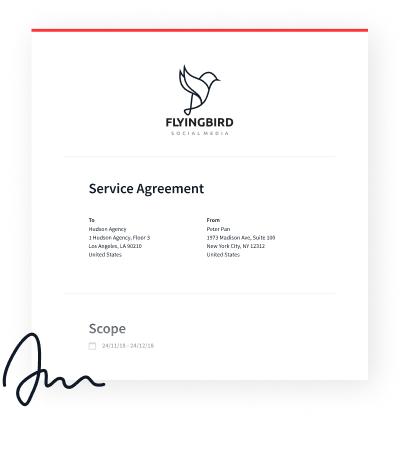 FLYINGBIRD
SOCIAL MEDIA
Service Agreement
To
Hudson Agency
1 Hudson Agency, Floor 3
Los Angeles, LA 90210
United States
From
Peter Pan
1973 Madison Ave, Suite 100
New York City, NY 12312
United States
Scope
24/11/18 - 24/12/18